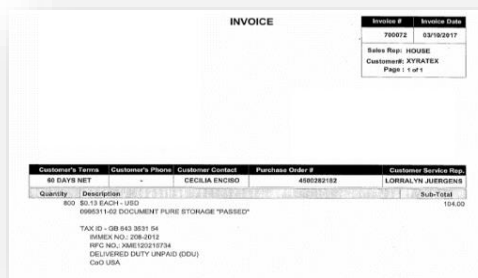 INVOICE
Invoice # Invoice Date
700072 03/10/2017
Sales Rep: HOUSE
Customer#: XYRATEX
Page : 1 of 1
Customer's Terms Customer's Phone Customer Contact Purchase Order # Customer Service Rep.
60 DAYS NET - CECILIA ENCISO 4500282102 LORRALYN JUERGENS
Quantity Description Sub-Total
800 $0.13 EACH - USD 104.00
0995311-02 DOCUMENT PURE STORAGE "PASSED"
TAX ID - GB 643 3831 54
IMMEX NO.: 208-2012
RFC NO.: XME120215734
DELIVERED DUTY UNPAID (DDU)
CoO USA